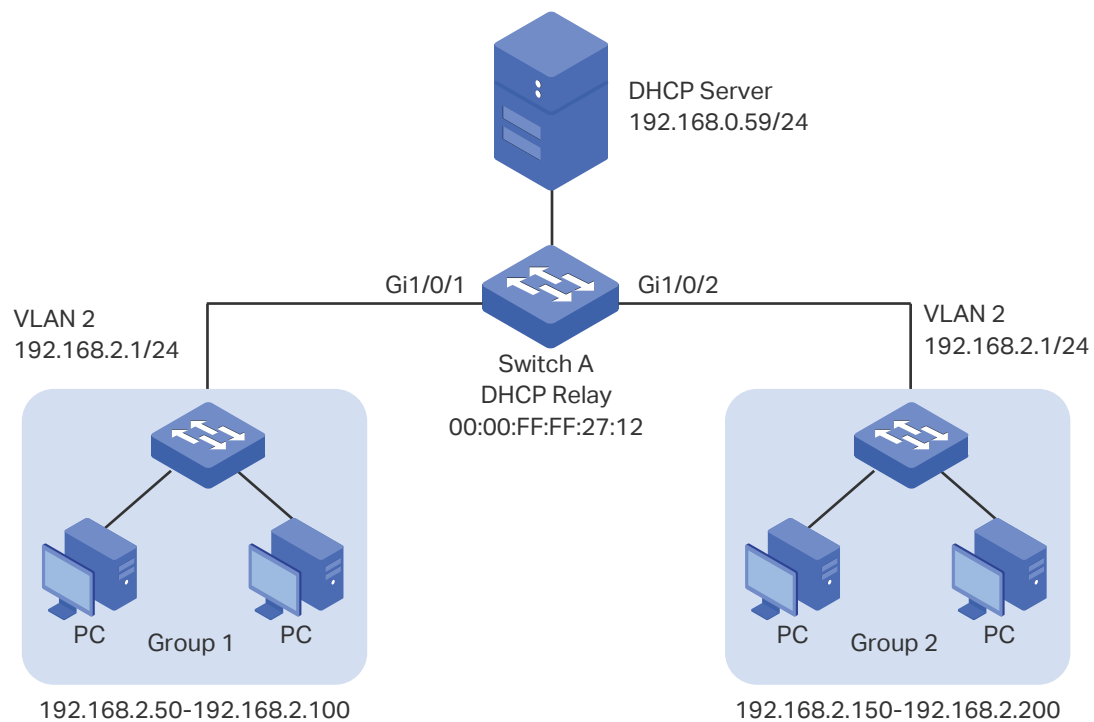 DHCP Server
192.168.0.59/24
Gi1/0/1
Gi1/0/2
VLAN 2
192.168.2.1/24
VLAN 2
192.168.2.1/24
Switch A
DHCP Relay
00:00:FF:FF:27:12
PC
Group 1
PC
PC
Group 2
PC
192.168.2.50-192.168.2.100
192.168.2.150-192.168.2.200